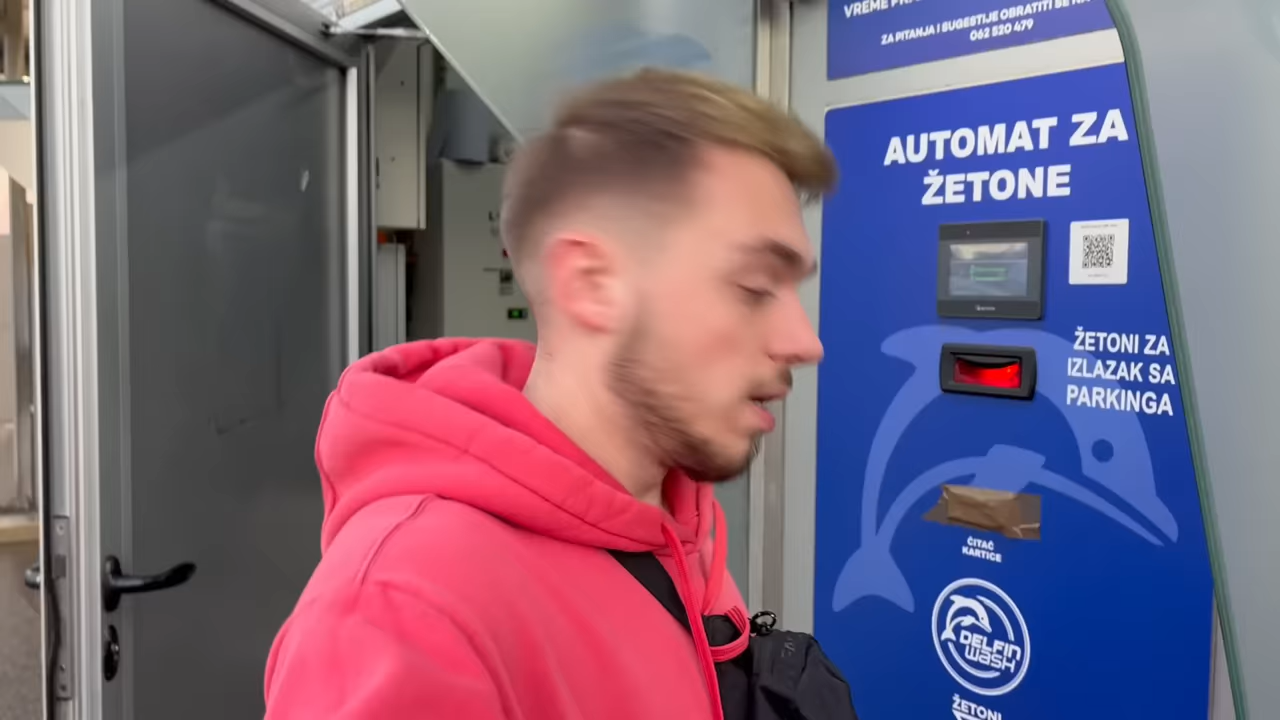 VREME
ZA PITANJA I SUGESTIJE OBRATITI SE NA
062 520 479
AUTOMAT ZA
ŽETONE
ŽETONI ZA
IZLAZAK SA
PARKINGA
ČITAČ
KARTICE
DELFIN
WASH
ŽETONI